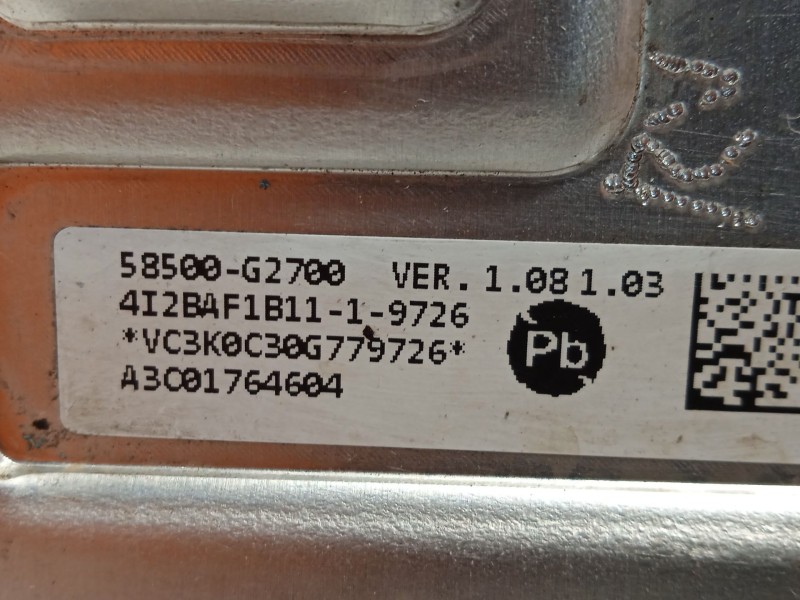 58500-G2700 VER. 1.08 1.03
4I2BAF1B11-1-9726
*VC3K0C30G779726*
A3C01764604
Pb